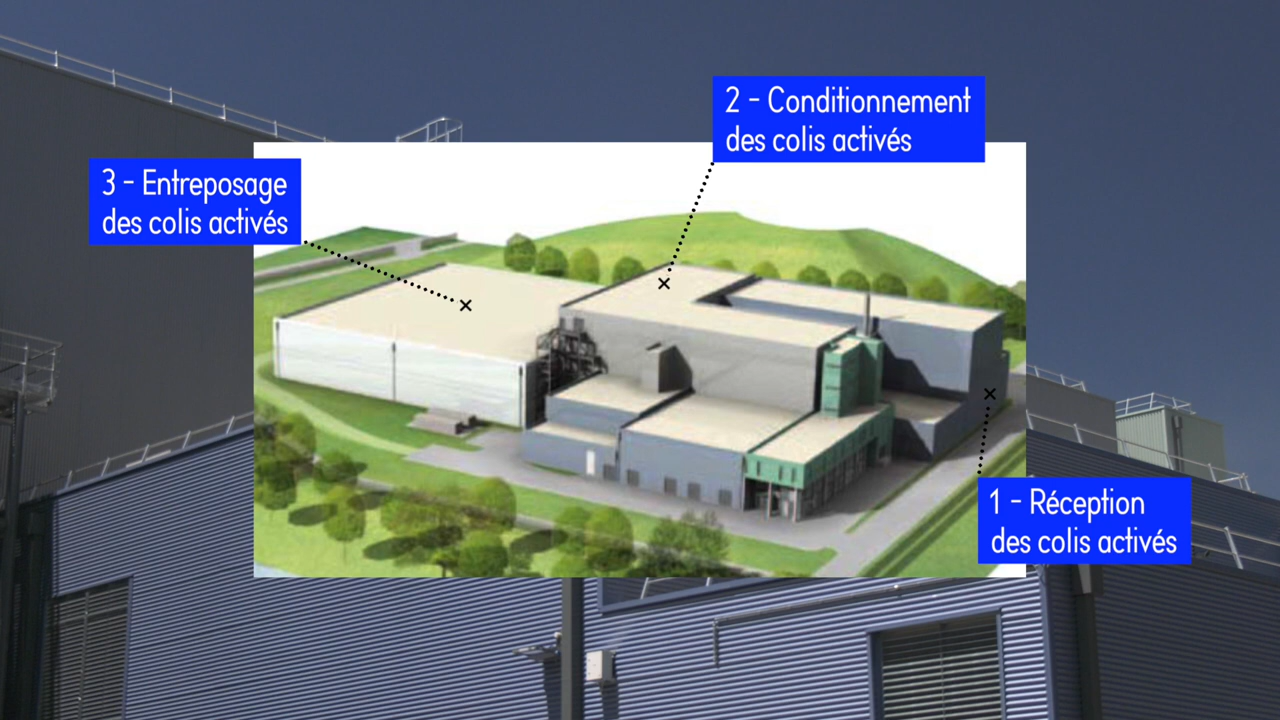 2 - Conditionnement
des colis activés
3 - Entreposage
des colis activés
1 - Réception
des colis activés